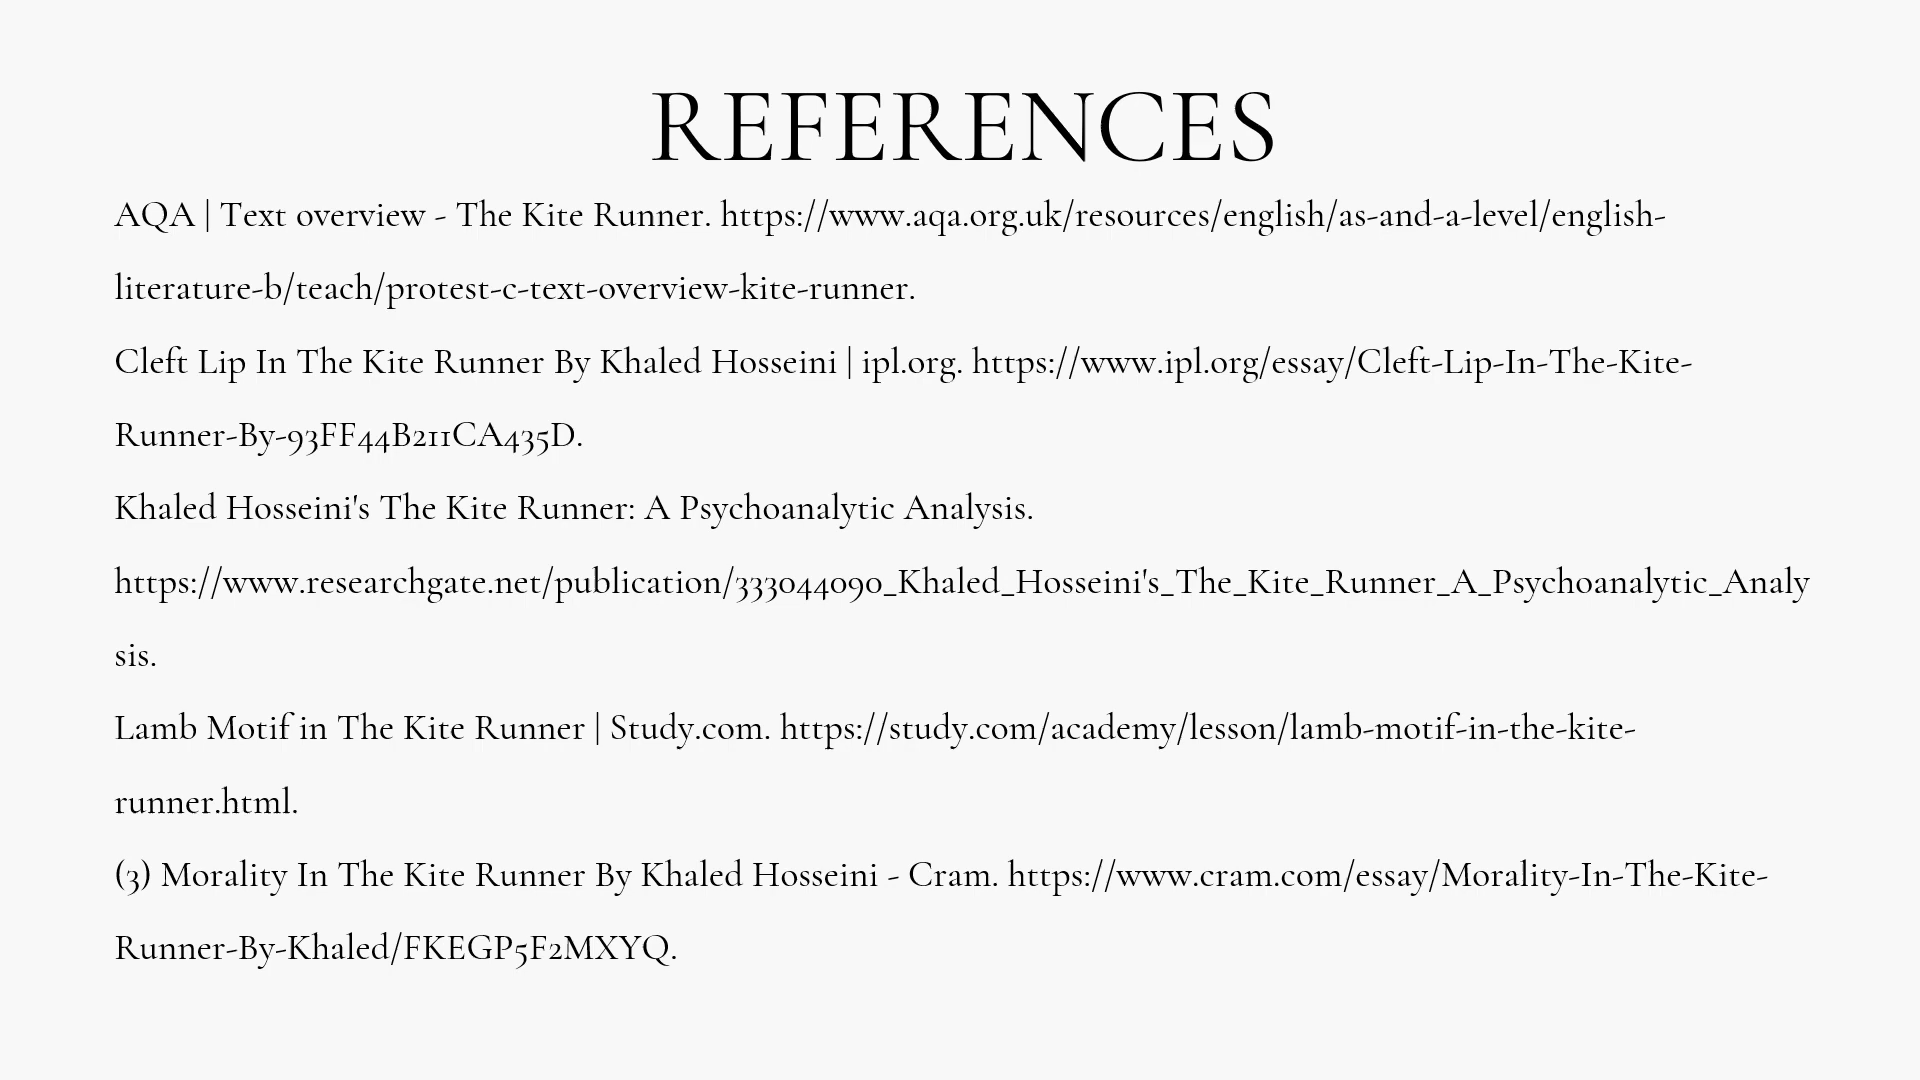 REFERENCES
AQA | Text overview - The Kite Runner. https://www.aqa.org.uk/resources/english/as-and-a-level/english-
literature-b/teach/protest-c-text-overview-kite-runner.
Cleft Lip In The Kite Runner By Khaled Hosseini | ipl.org. https://www.ipl.org/essay/Cleft-Lip-In-The-Kite-
Runner-By-93FF44B211CA435D.
Khaled Hosseini's The Kite Runner: A Psychoanalytic Analysis.
https://www.researchgate.net/publication/333044090_Khaled_Hosseini's_The_Kite_Runner_A_Psychoanalytic_Analy
sis.
Lamb Motif in The Kite Runner | Study.com. https://study.com/academy/lesson/lamb-motif-in-the-kite-
runner.html.
(3) Morality In The Kite Runner By Khaled Hosseini - Cram. https://www.cram.com/essay/Morality-In-The-Kite-
Runner-By-Khaled/FKEGP5F2MXYQ.